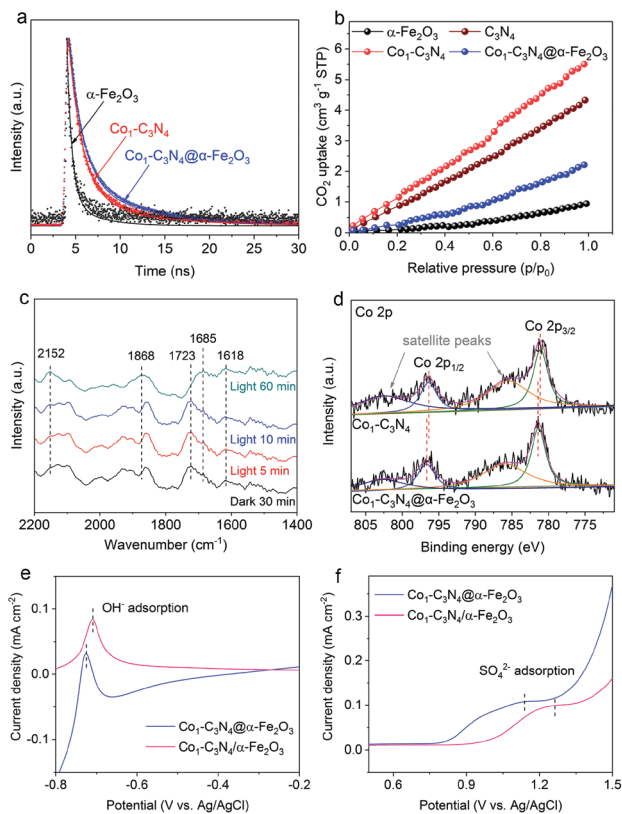 a
Intensity (a.u.)
α-Fe₂O₃
Co₁-C₃N₄
Co₁-C₃N₄@α-Fe₂O₃
0 5 10 15 20 25 30
Time (ns)
b
CO₂ uptake (cm³ g⁻¹ STP)
α-Fe₂O₃ C₃N₄
Co₁-C₃N₄ Co₁-C₃N₄@α-Fe₂O₃
6
5
4
3
2
1
0
0.0 0.2 0.4 0.6 0.8 1.0
Relative pressure (p/p₀)
c
Intensity (a.u.)
2152 1868 1723 1685 1618
Light 60 min
Light 10 min
Light 5 min
Dark 30 min
2200 2000 1800 1600 1400
Wavenumber (cm⁻¹)
d
Intensity (a.u.)
Co 2p
Co 2p₃/₂
satellite peaks
Co 2p₁/₂
Co₁-C₃N₄
Co₁-C₃N₄@α-Fe₂O₃
805 800 795 790 785 780 775
Binding energy (eV)
e
Current density (mA cm⁻²)
0.1
0.0
-0.1
OH⁻ adsorption
Co₁-C₃N₄@α-Fe₂O₃
Co₁-C₃N₄/α-Fe₂O₃
-0.8 -0.6 -0.4 -0.2
Potential (V vs. Ag/AgCl)
f
Current density (mA cm⁻²)
0.4
0.3
0.2
0.1
0.0
Co₁-C₃N₄@α-Fe₂O₃
Co₁-C₃N₄/α-Fe₂O₃
SO₄²⁻ adsorption
0.6 0.9 1.2 1.5
Potential (V vs. Ag/AgCl)